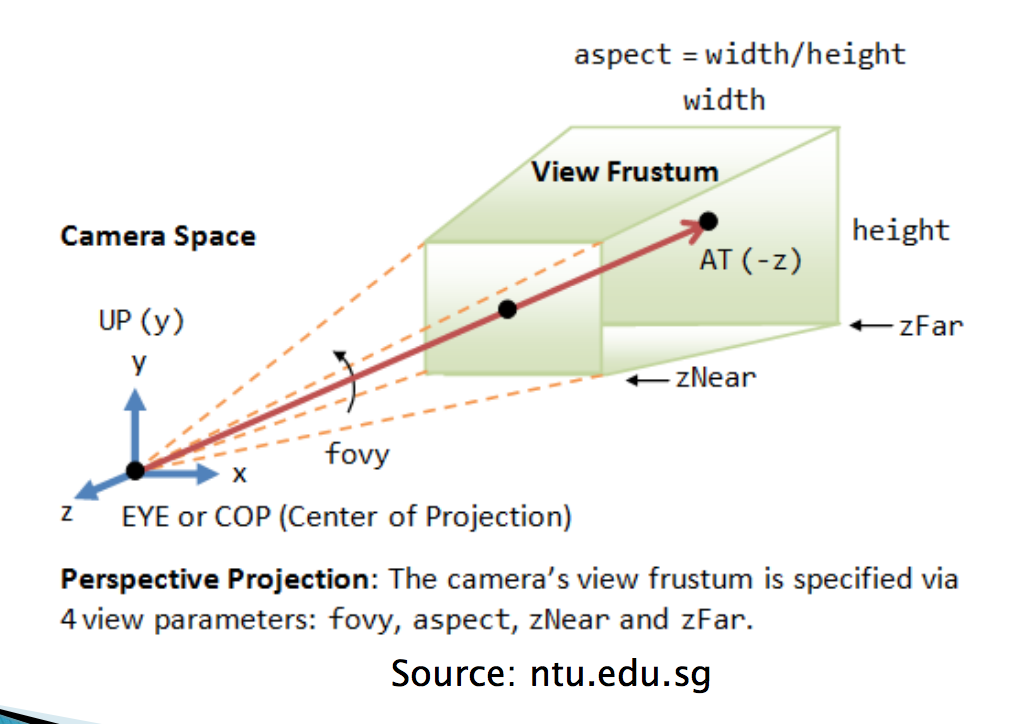 aspect = width/height
width
View Frustum
Camera Space
height
AT (-z)
UP (y)
zFar
y
zNear
fovy
x
z
EYE or COP (Center of Projection)
Perspective Projection: The camera's view frustum is specified via
4 view parameters: fovy, aspect, zNear and zFar.
Source: ntu.edu.sg